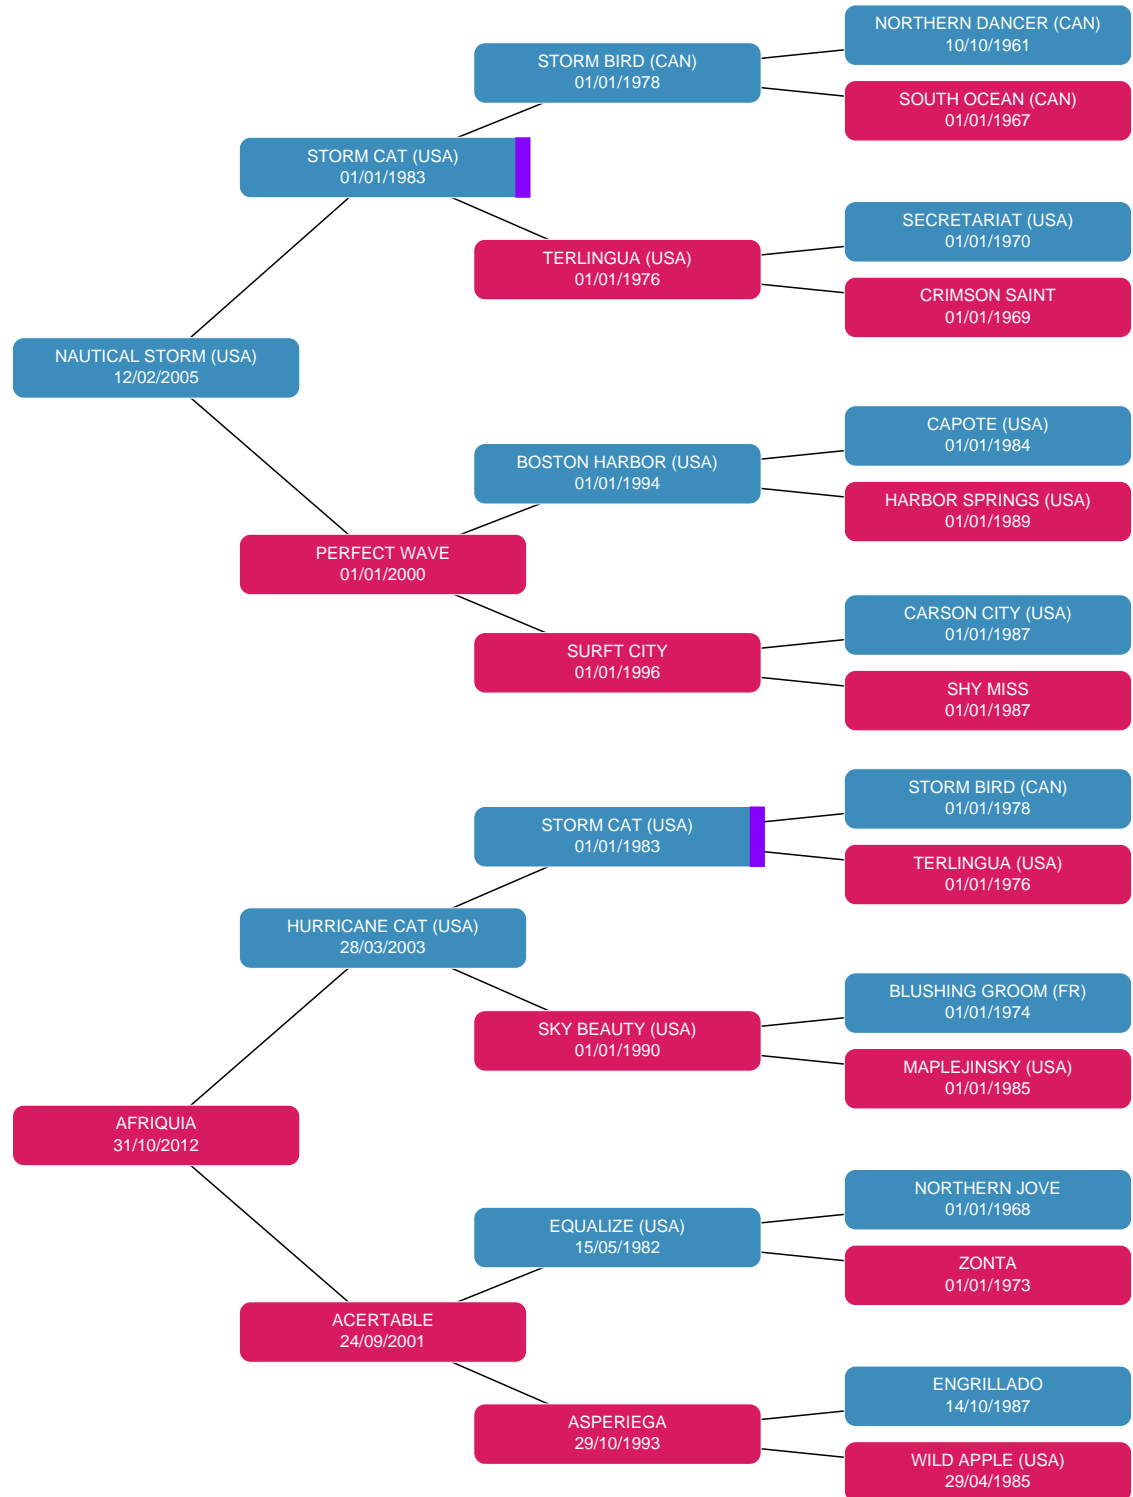 NORTHERN DANCER (CAN)
10/10/1961
STORM BIRD (CAN)
01/01/1978
SOUTH OCEAN (CAN)
01/01/1967
STORM CAT (USA)
01/01/1983
SECRETARIAT (USA)
01/01/1970
TERLINGUA (USA)
01/01/1976
CRIMSON SAINT
01/01/1969
NAUTICAL STORM (USA)
12/02/2005
CAPOTE (USA)
01/01/1984
BOSTON HARBOR (USA)
01/01/1994
HARBOR SPRINGS (USA)
01/01/1989
PERFECT WAVE
01/01/2000
CARSON CITY (USA)
01/01/1987
SURFT CITY
01/01/1996
SHY MISS
01/01/1987
STORM BIRD (CAN)
01/01/1978
STORM CAT (USA)
01/01/1983
TERLINGUA (USA)
01/01/1976
HURRICANE CAT (USA)
28/03/2003
BLUSHING GROOM (FR)
01/01/1974
SKY BEAUTY (USA)
01/01/1990
MAPLEJINSKY (USA)
01/01/1985
AFRIQUIA
31/10/2012
NORTHERN JOVE
01/01/1968
EQUALIZE (USA)
15/05/1982
ZONTA
01/01/1973
ACERTABLE
24/09/2001
ENGRILLADO
14/10/1987
ASPERIEGA
29/10/1993
WILD APPLE (USA)
29/04/1985